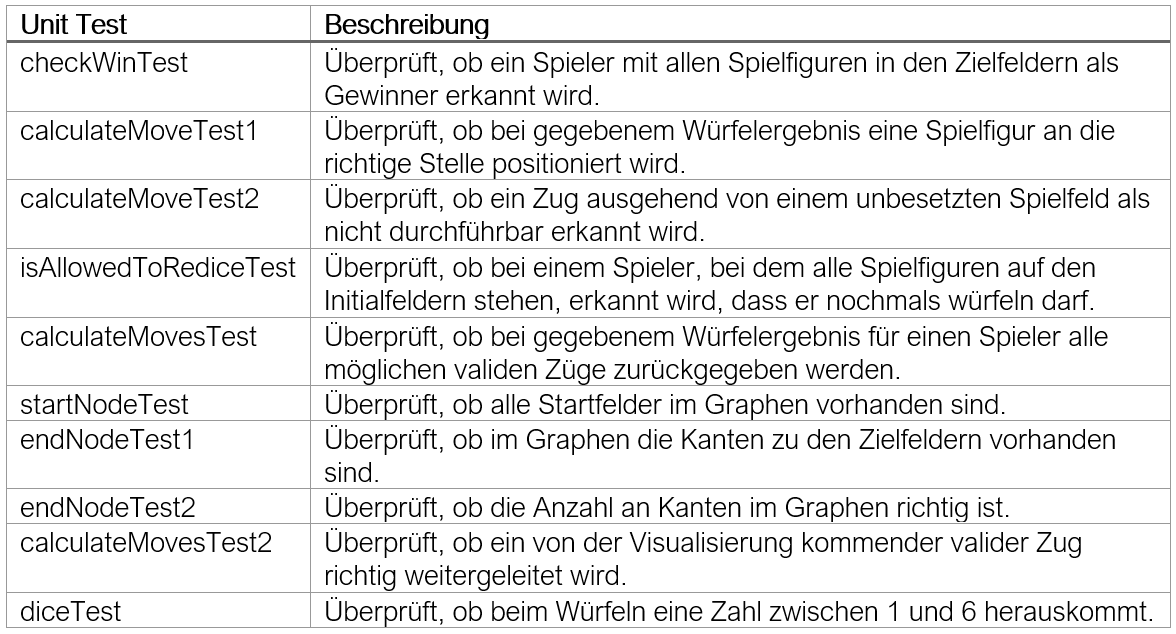 Unit Test Beschreibung
checkWinTest Überprüft, ob ein Spieler mit allen Spielfiguren in den Zielfeldern als
Gewinner erkannt wird.
calculateMoveTest1 Überprüft, ob bei gegebenem Würfelergebnis eine Spielfigur an die
richtige Stelle positioniert wird.
calculateMoveTest2 Überprüft, ob ein Zug ausgehend von einem unbesetzten Spielfeld als
nicht durchführbar erkannt wird.
isAllowedToRediceTest Überprüft, ob bei einem Spieler, bei dem alle Spielfiguren auf den
Initialfeldern stehen, erkannt wird, dass er nochmals würfeln darf.
calculateMovesTest Überprüft, ob bei gegebenem Würfelergebnis für einen Spieler alle
möglichen validen Züge zurückgegeben werden.
startNodeTest Überprüft, ob alle Startfelder im Graphen vorhanden sind.
endNodeTest1 Überprüft, ob im Graphen die Kanten zu den Zielfeldern vorhanden
sind.
endNodeTest2 Überprüft, ob die Anzahl an Kanten im Graphen richtig ist.
calculateMovesTest2 Überprüft, ob ein von der Visualisierung kommender valider Zug
richtig weitergeleitet wird.
diceTest Überprüft, ob beim Würfeln eine Zahl zwischen 1 und 6 herauskommt.